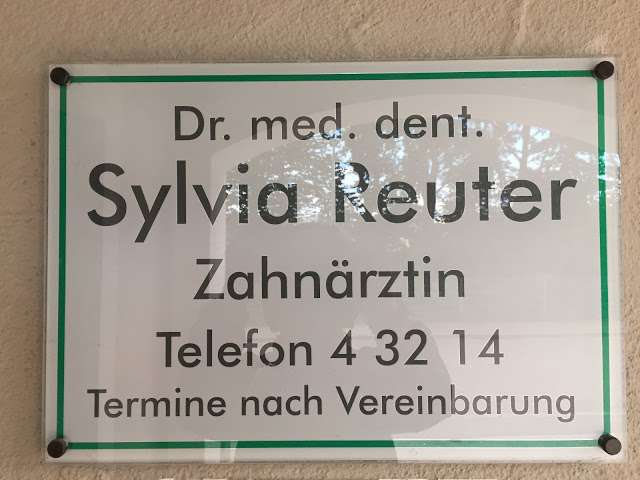 Dr. med. dent.
Sylvia Reuter
Zahnärztin
Telefon 4 32 14
Termine nach Vereinbarung